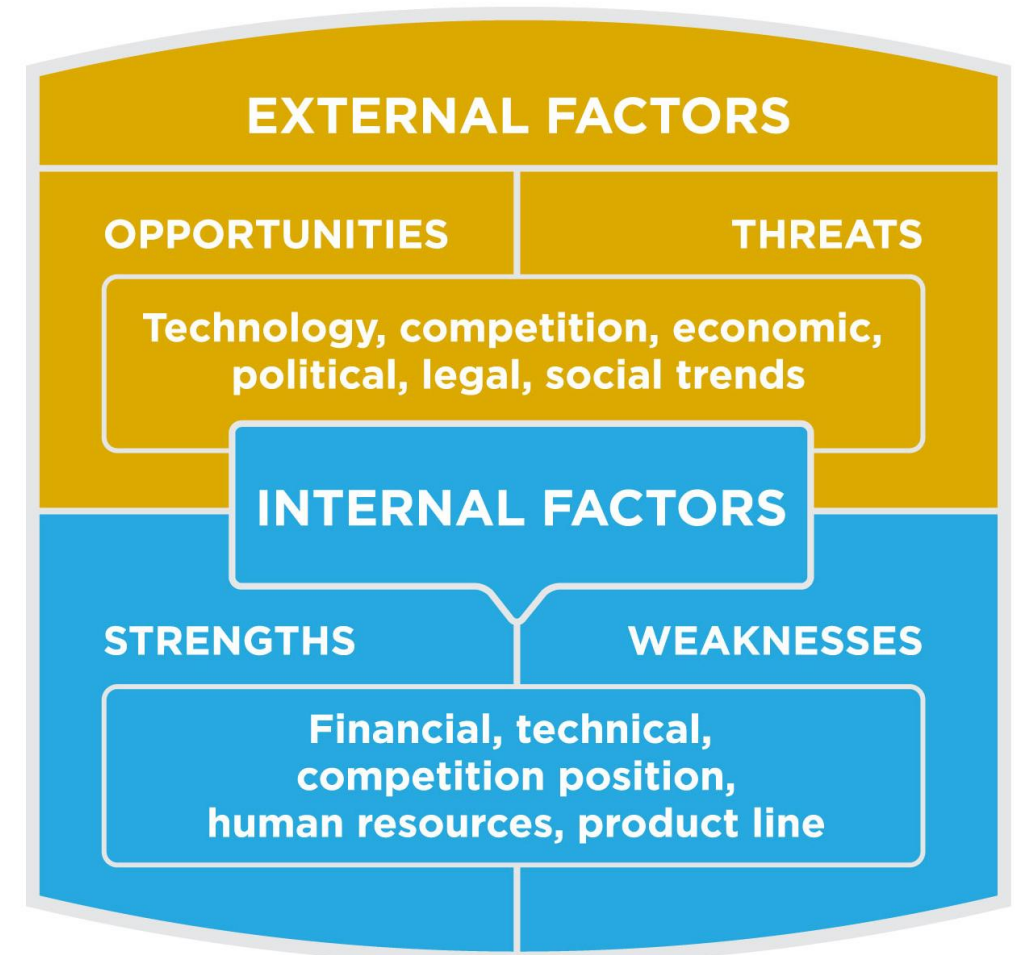 EXTERNAL FACTORS
OPPORTUNITIES
THREATS
Technology, competition, economic,
political, legal, social trends
INTERNAL FACTORS
STRENGTHS
WEAKNESSES
Financial, technical,
competition position,
human resources, product line